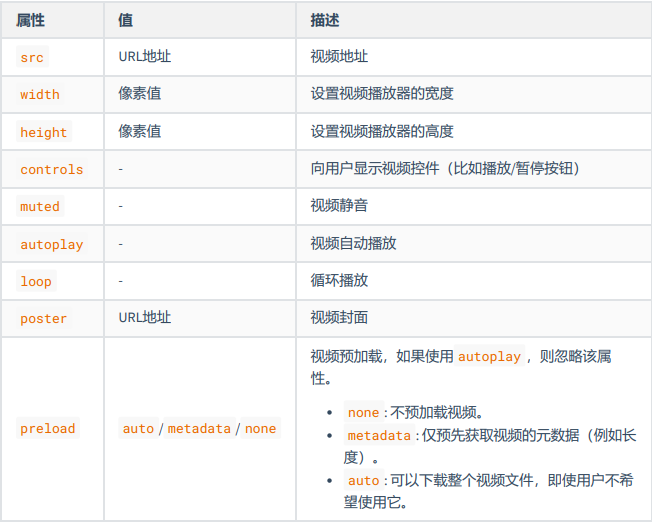 属性 值 描述
src URL地址 视频地址
width 像素值 设置视频播放器的宽度
height 像素值 设置视频播放器的高度
controls - 向用户显示视频控件（比如播放/暂停按钮）
muted - 视频静音
autoplay - 视频自动播放
loop - 循环播放
poster URL地址 视频封面
preload auto / metadata / none 视频预加载，如果使用 autoplay ，则忽略该属
性。
• none : 不预加载视频。
• metadata : 仅预先获取视频的元数据（例如长
度）。
• auto : 可以下载整个视频文件，即使用户不希
望使用它。